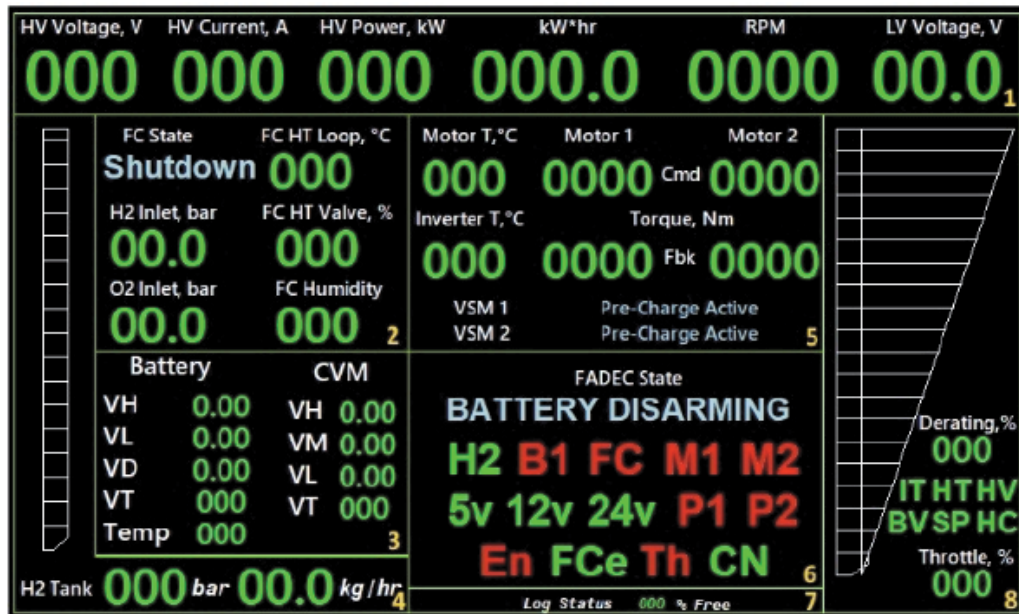 HV Voltage, V HV Current, A HV Power, kW kW*hr RPM LV Voltage, V
000 000 000 000.0 0000 00.0 1
FC State FC HT Loop, °C
Shutdown 000
H2 Inlet, bar FC HT Valve, %
00.0 000
O2 Inlet, bar FC Humidity
00.0 000 2
Motor T,°C Motor 1 Motor 2
000 0000 Cmd 0000
Inverter T,°C Torque, Nm
000 0000 Fbk 0000
VSM 1 Pre-Charge Active
VSM 2 Pre-Charge Active 5
Battery CVM
VH 0.00 VH 0.00
VL 0.00 VM 0.00
VD 0.00 VL 0.00
VT 000 VT 000
Temp 000 3
H2 Tank 000 bar 00.0 kg/hr 4
FADEC State
BATTERY DISARMING
H2 B1 FC M1 M2
5v 12v 24v P1 P2
En FCe Th CN 6
Log Status 000 % Free 7
Derating,%
000
IT HT HV
BV SP HC
Throttle, %
000 8